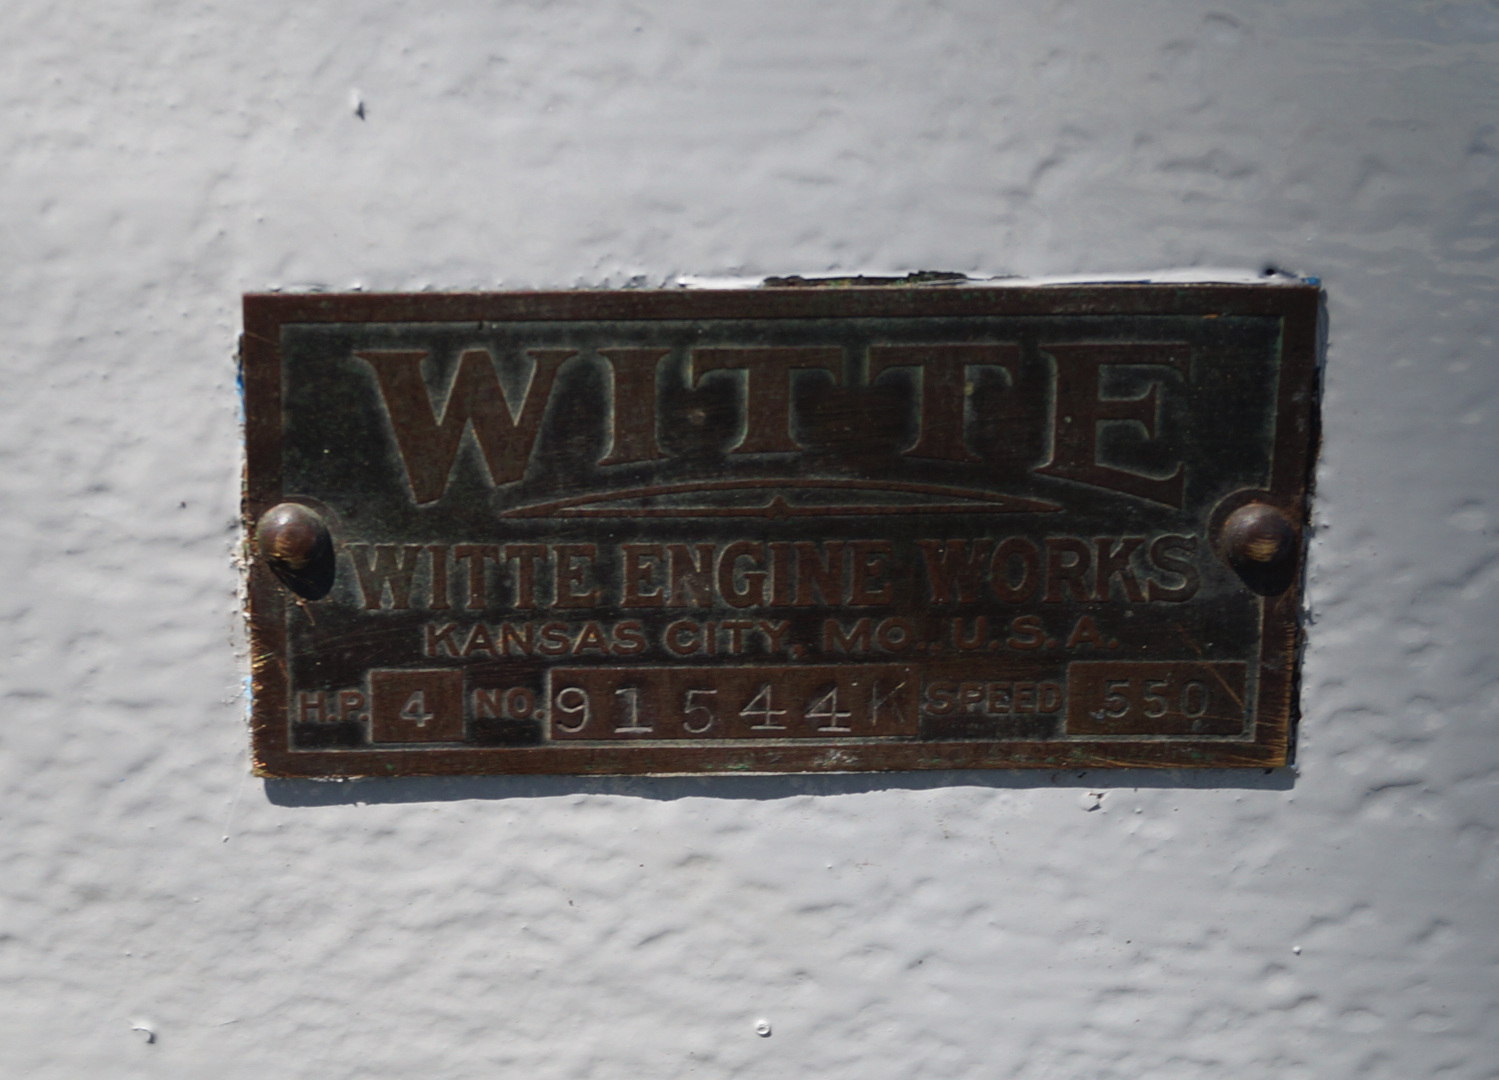 WITTE
WITTE ENGINE WORKS
KANSAS CITY, MO., U.S.A.
H.P. 4 NO. 91544K SPEED 550